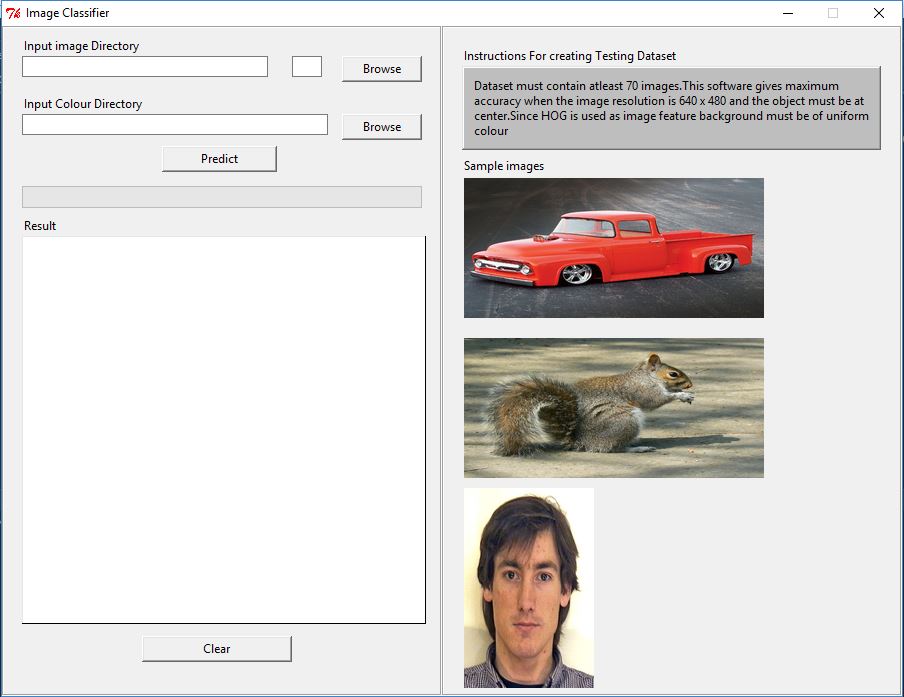 Image Classifier
Input image Directory
Browse
Input Colour Directory
Browse
Predict
Result
Clear
Instructions For creating Testing Dataset
Dataset must contain atleast 70 images.This software gives maximum
accuracy when the image resolution is 640 x 480 and the object must be at
center.Since HOG is used as image feature background must be of uniform
colour
Sample images